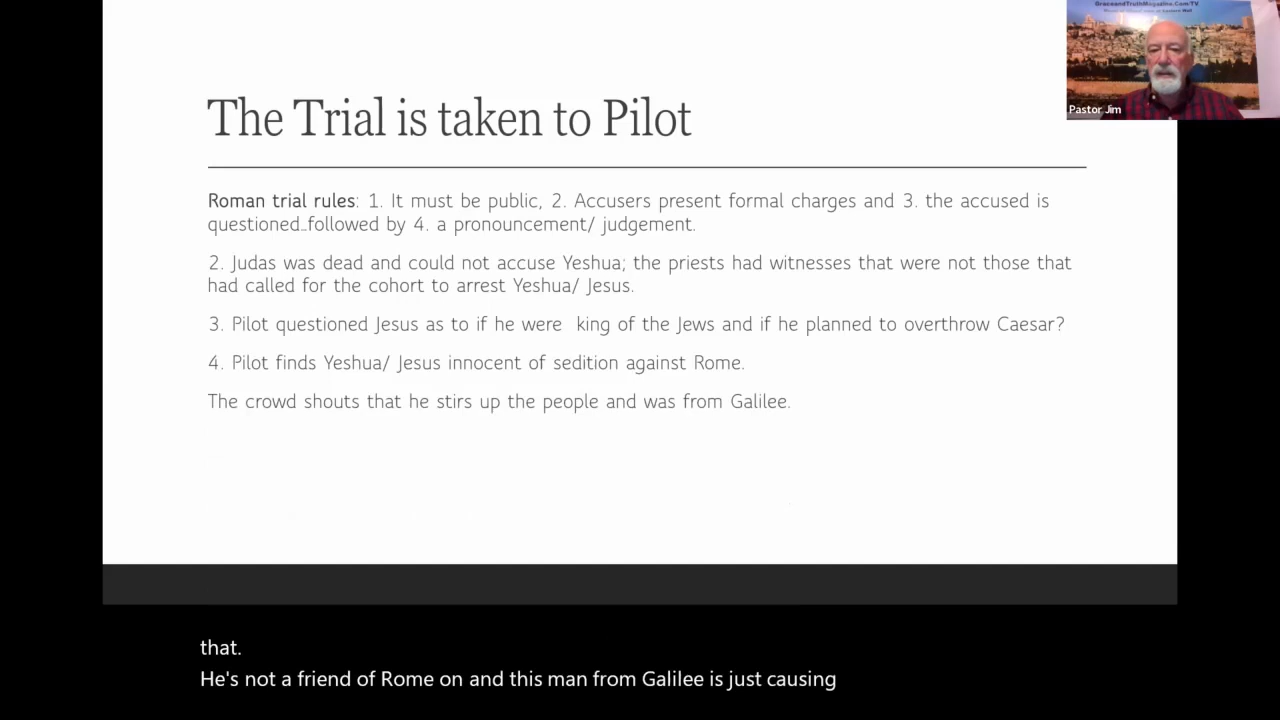 GraceandTruthMagazine.Com-TV
Pastor Jim
The Trial is taken to Pilot
Roman trial rules: 1. It must be public, 2. Accusers present formal charges and 3. the accused is
questioned…followed by 4. a pronouncement/ judgement.
2. Judas was dead and could not accuse Yeshua; the priests had witnesses that were not those that
had called for the cohort to arrest Yeshua/ Jesus.
3. Pilot questioned Jesus as to if he were  king of the Jews and if he planned to overthrow Caesar?
4. Pilot finds Yeshua/ Jesus innocent of sedition against Rome.
The crowd shouts that he stirs up the people and was from Galilee.
that.
He's not a friend of Rome on and this man from Galilee is just causing